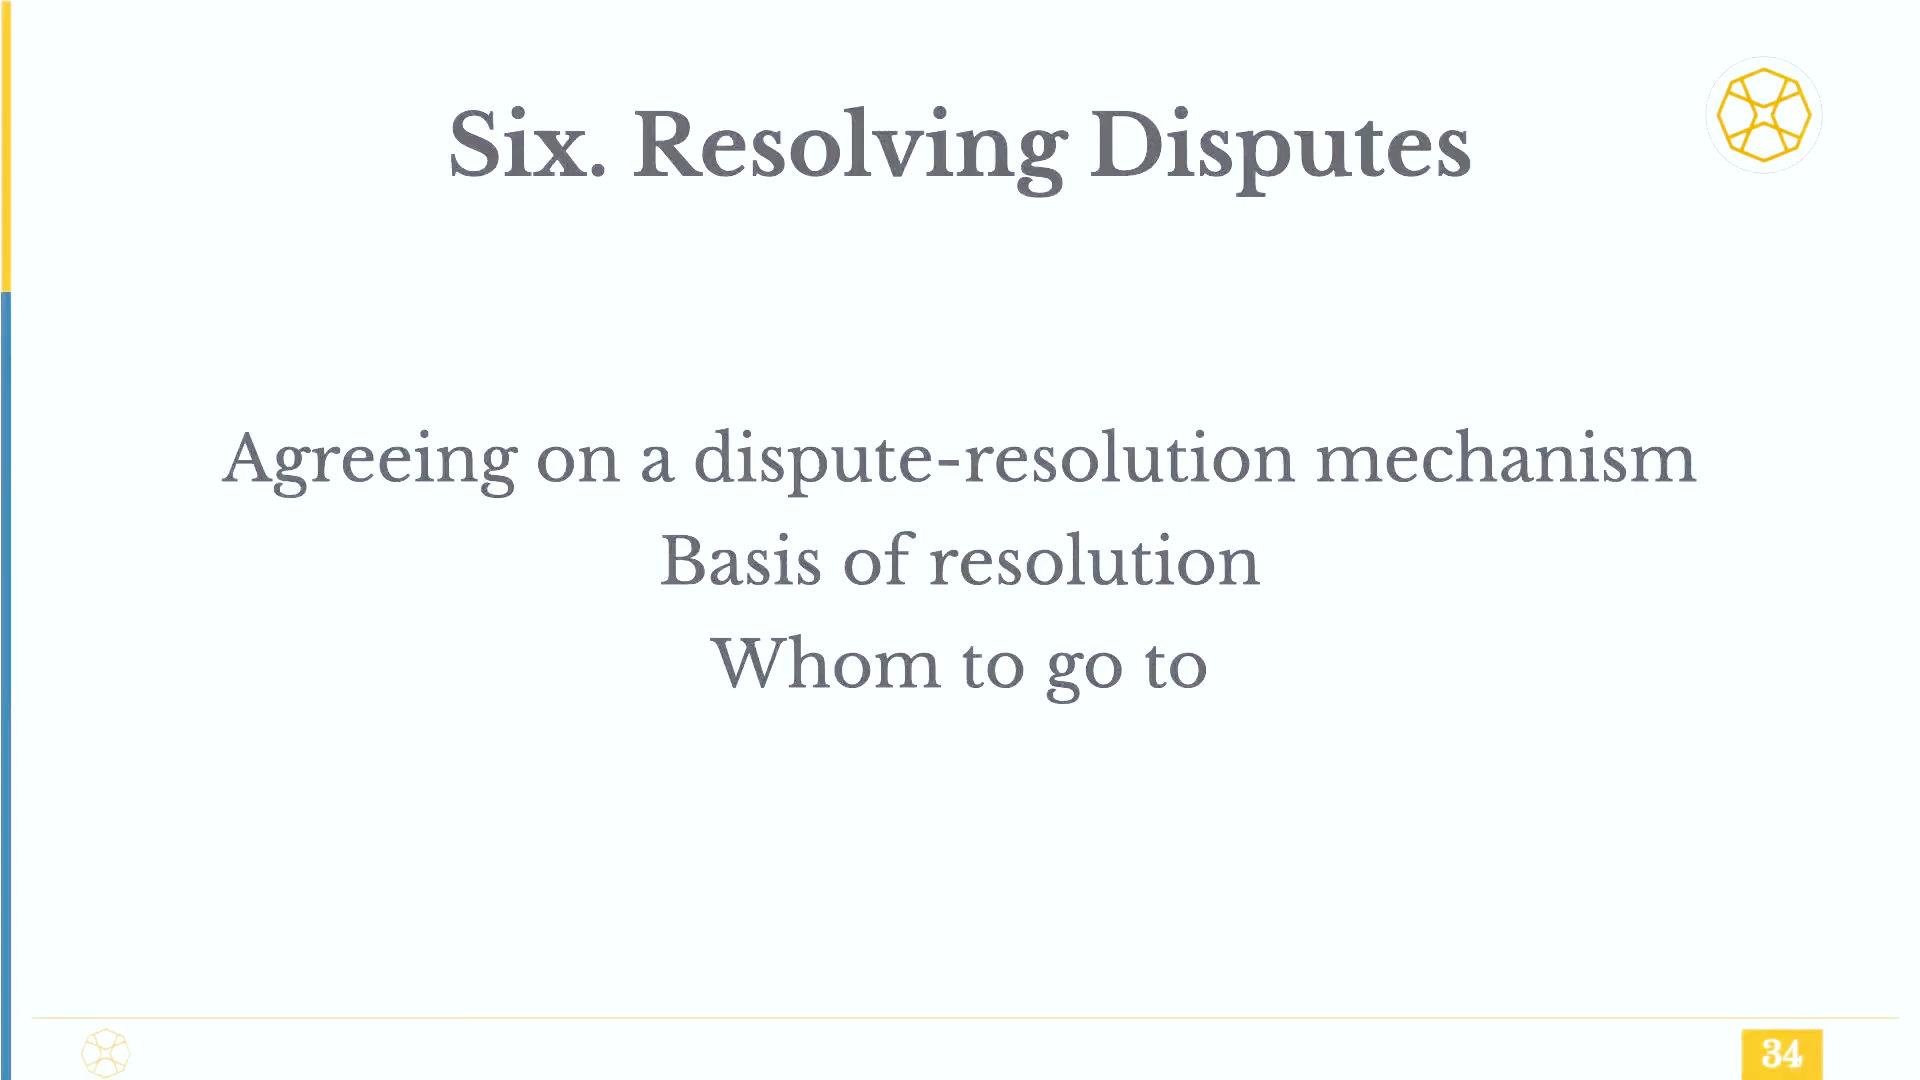 Six. Resolving Disputes
Agreeing on a dispute-resolution mechanism
Basis of resolution
Whom to go to
34